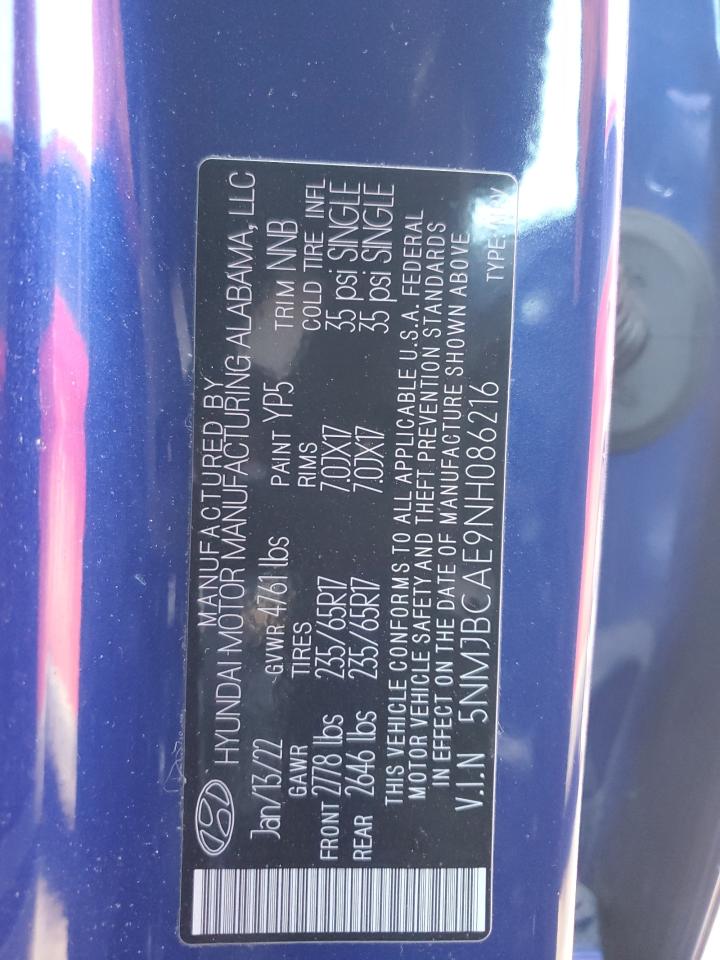 MANUFACTURED BY
HYUNDAI MOTOR MANUFACTURING ALABAMA, LLC
Jan/13/22 GVWR 4761 lbs PAINT YP5 TRIM NNB
GAWR TIRES RIMS COLD TIRE INFL
FRONT 2778 lbs 235/65R17 7.0JX17 35 psi SINGLE
REAR 2646 lbs 235/65R17 7.0JX17 35 psi SINGLE
THIS VEHICLE CONFORMS TO ALL APPLICABLE U.S.A. FEDERAL
MOTOR VEHICLE SAFETY AND THEFT PREVENTION STANDARDS
IN EFFECT ON THE DATE OF MANUFACTURE SHOWN ABOVE
V.I.N 5NMJBCAE9NH086216 TYPE: MPV